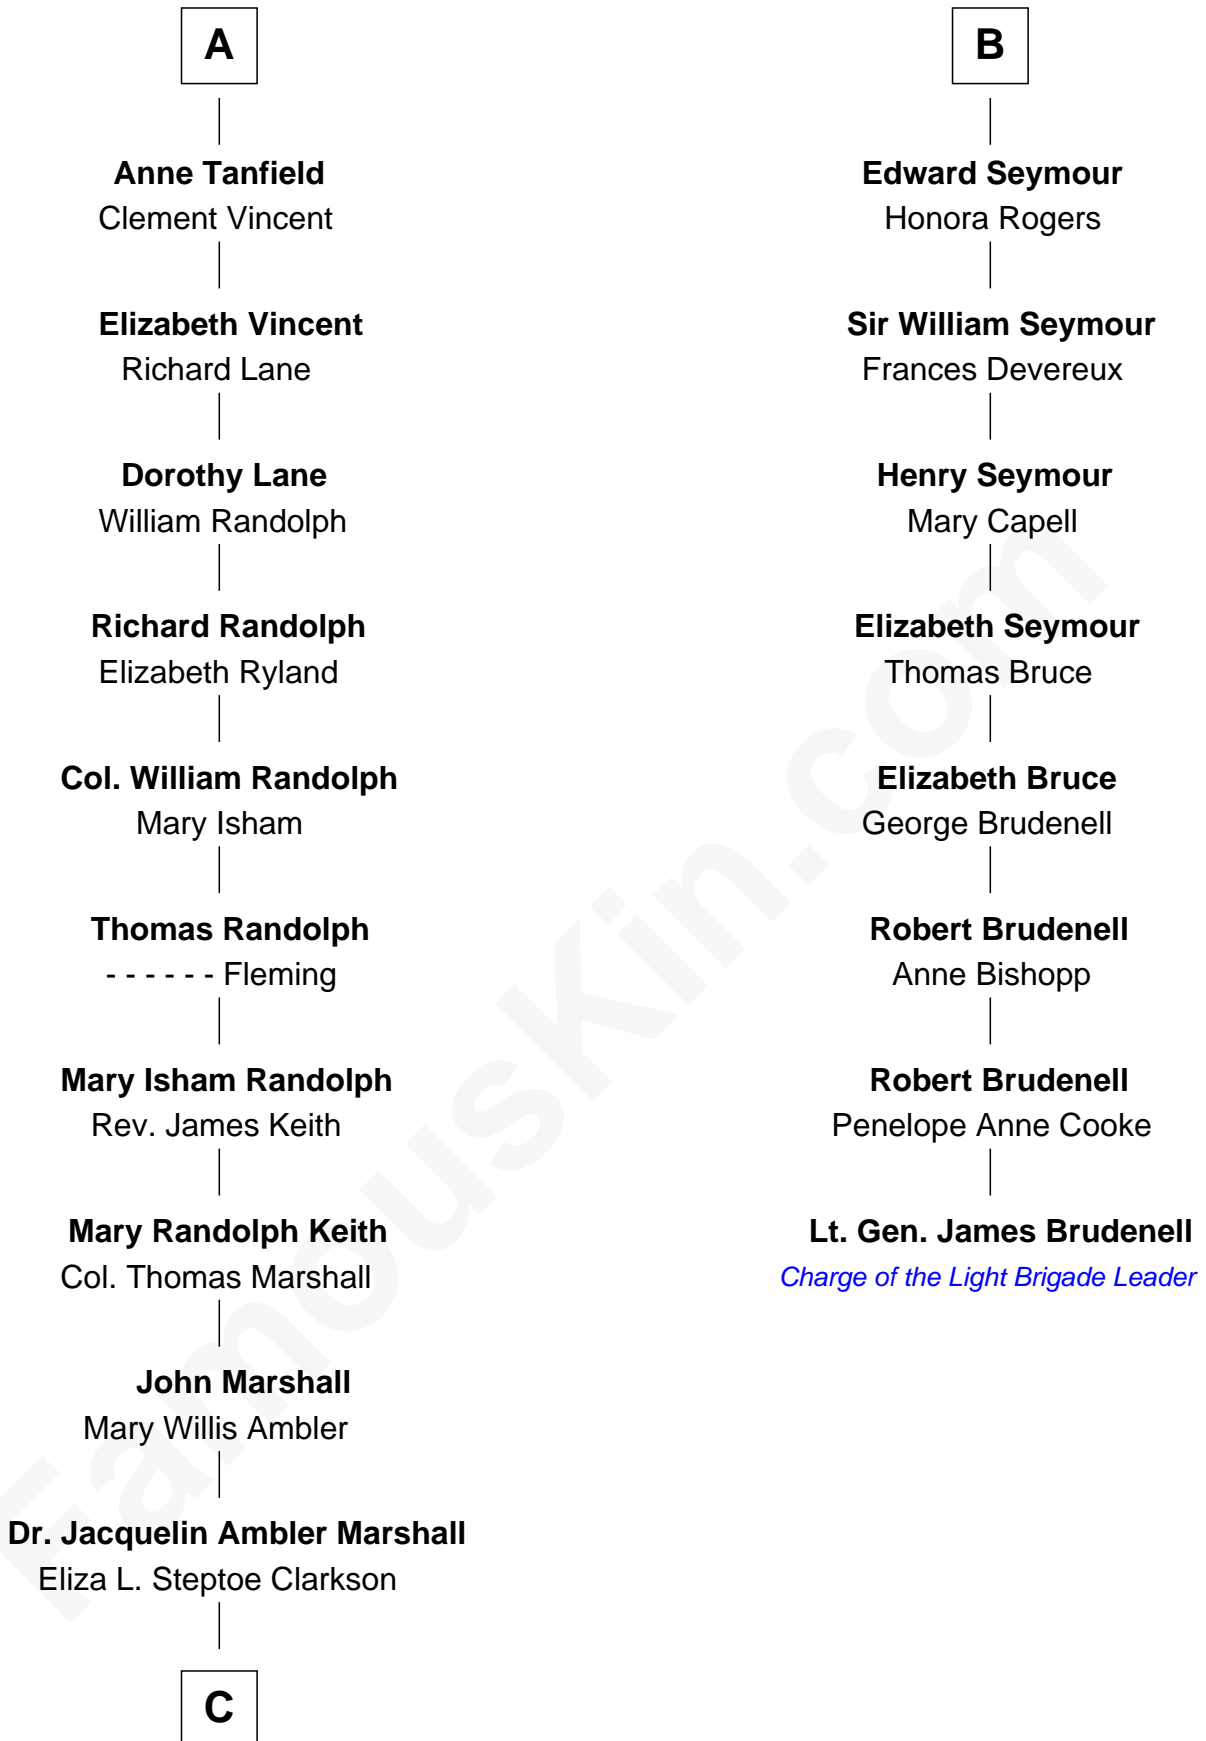 A
Anne Tanfield
Clement Vincent
Elizabeth Vincent
Richard Lane
Dorothy Lane
William Randolph
Richard Randolph
Elizabeth Ryland
Col. William Randolph
Mary Isham
Thomas Randolph
- - - - - - Fleming
Mary Isham Randolph
Rev. James Keith
Mary Randolph Keith
Col. Thomas Marshall
John Marshall
Mary Willis Ambler
Dr. Jacquelin Ambler Marshall
Eliza L. Steptoe Clarkson
C
B
Edward Seymour
Honora Rogers
Sir William Seymour
Frances Devereux
Henry Seymour
Mary Capell
Elizabeth Seymour
Thomas Bruce
Elizabeth Bruce
George Brudenell
Robert Brudenell
Anne Bishopp
Robert Brudenell
Penelope Anne Cooke
Lt. Gen. James Brudenell
Charge of the Light Brigade Leader
FamousKin.com